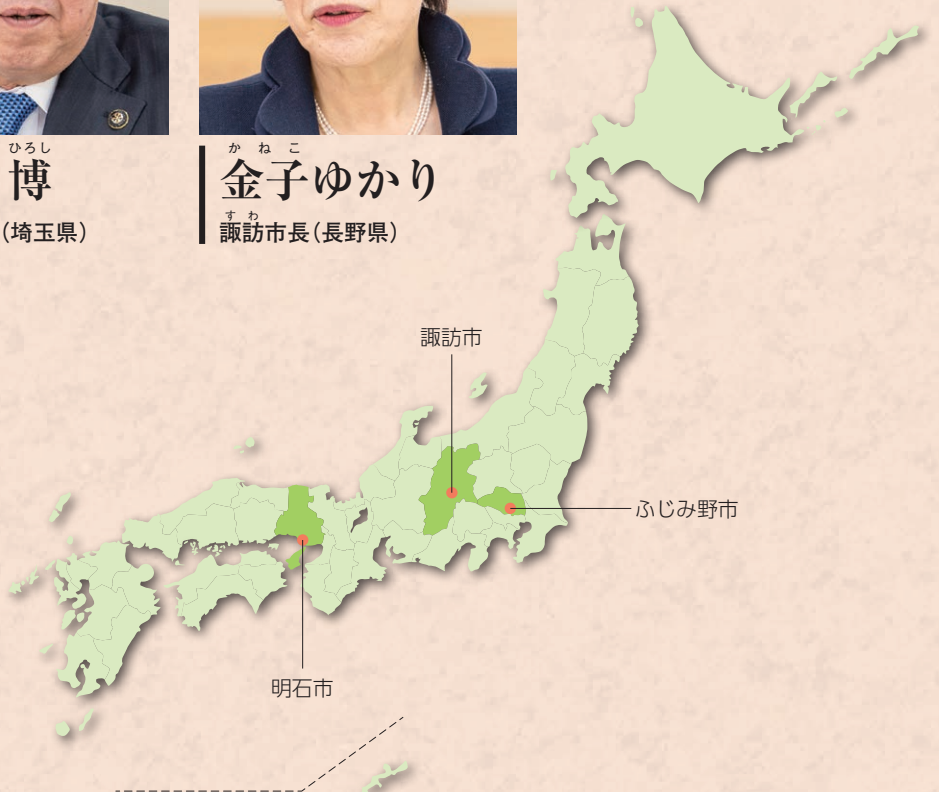 ひろし
博
（埼玉県）
かねこ
金子ゆかり
すわ
諏訪市長（長野県）
諏訪市
ふじみ野市
明石市